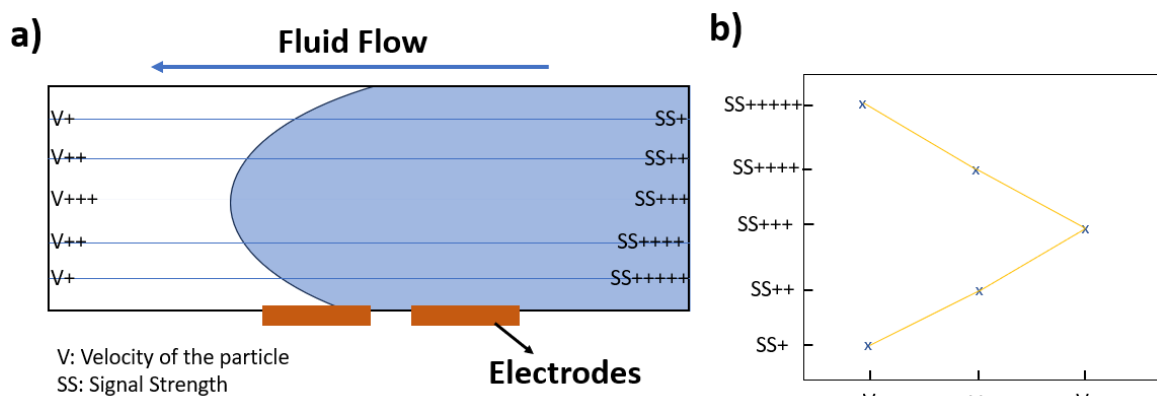 a)
Fluid Flow
V+
SS+
V++
SS++
V+++
SS+++
V++
SS++++
V+
SS+++++
V: Velocity of the particle
SS: Signal Strength
Electrodes
b)
SS+++++
SS++++
SS+++
SS++
SS+